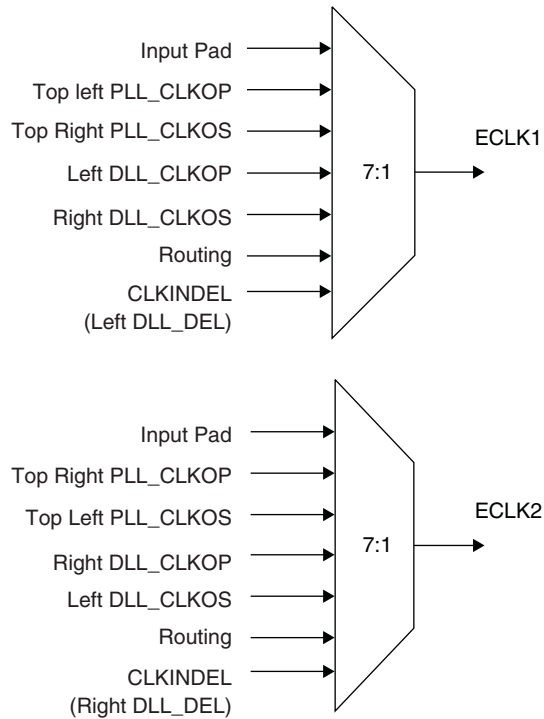 Input Pad
Top left PLL_CLKOP
Top Right PLL_CLKOS
Left DLL_CLKOP
Right DLL_CLKOS
Routing
CLKINDEL
(Left DLL_DEL)
7:1
ECLK1
Input Pad
Top Right PLL_CLKOP
Top Left PLL_CLKOS
Right DLL_CLKOP
Left DLL_CLKOS
Routing
CLKINDEL
(Right DLL_DEL)
7:1
ECLK2